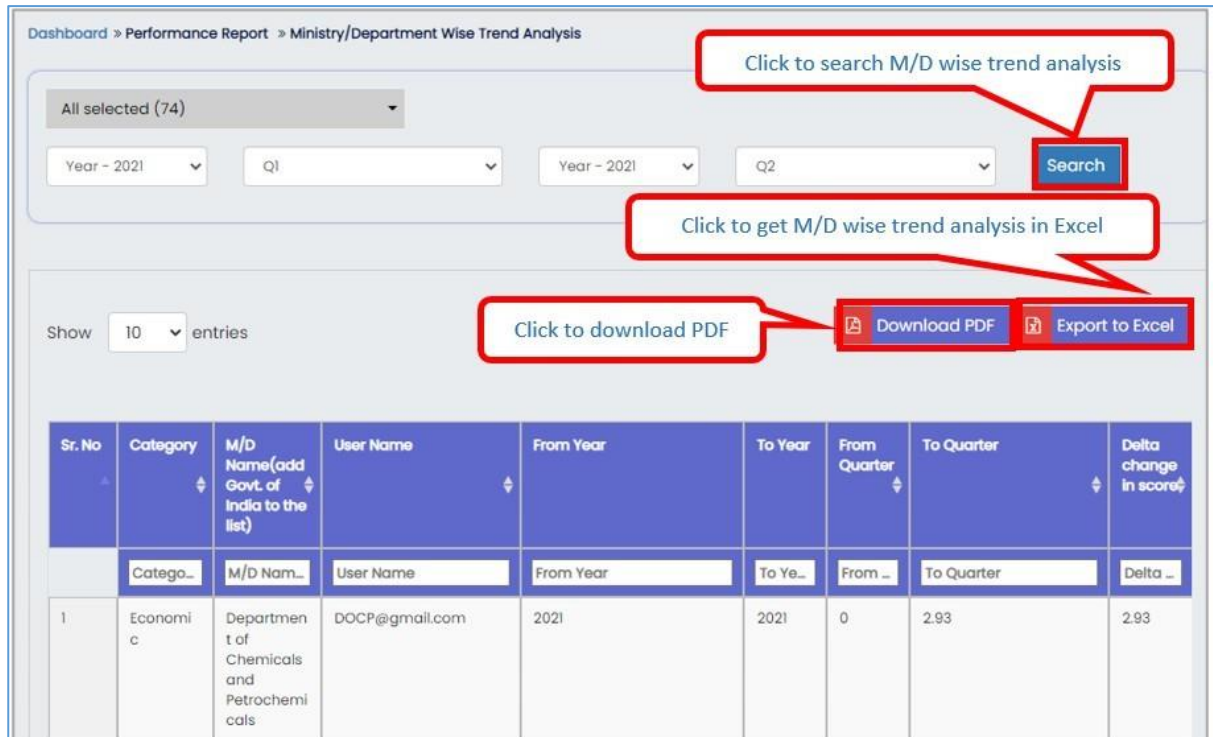 Dashboard » Performance Report » Ministry/Department Wise Trend Analysis
Click to search M/D wise trend analysis
All selected (74)
Year - 2021 Q1 Year - 2021 Q2 Search
Click to get M/D wise trend analysis in Excel
Show 10 entries
Click to download PDF
Download PDF Export to Excel
Sr. No Category M/D User Name From Year To Year From To Quarter Delta
Name(add Quarter change
Govt. of in score
India to the
list)
Catego... M/D Nam... User Name From Year To Ye... From ... To Quarter Delta ...
1 Economi Departmen DOCP@gmail.com 2021 2021 0 2.93 2.93
c t of
Chemicals
and
Petrochemi
cals